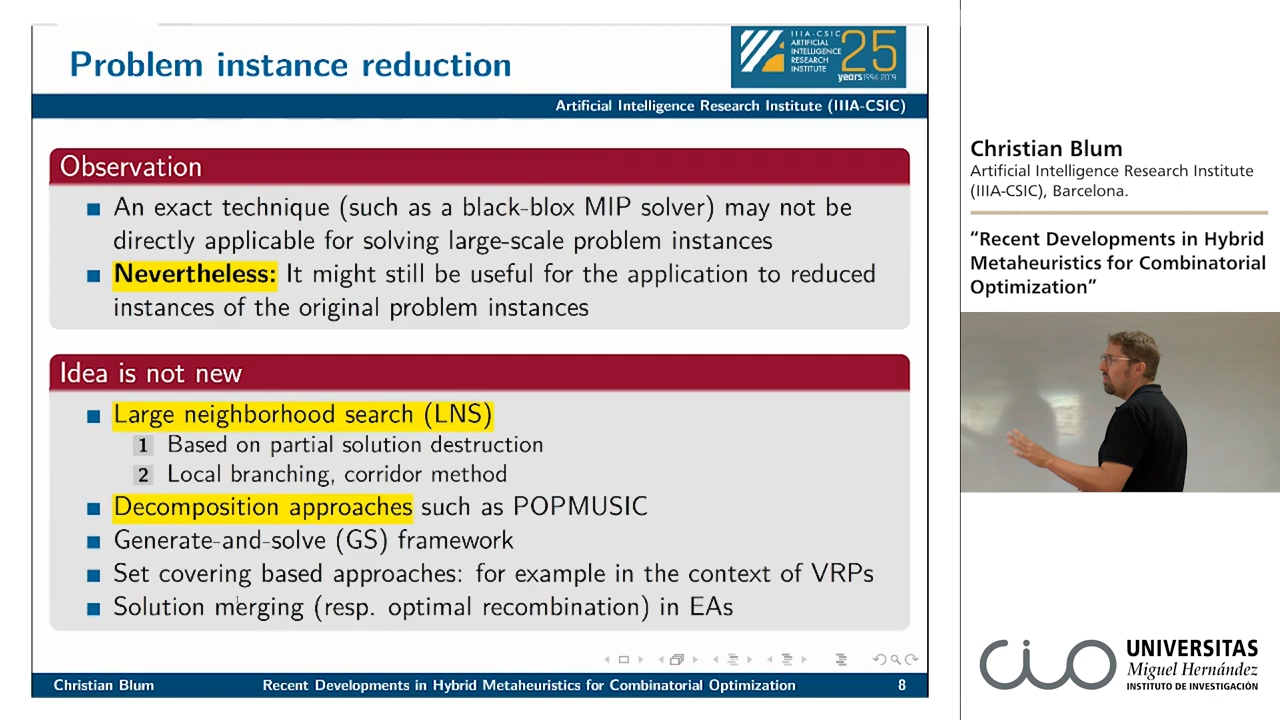 Problem instance reduction
IIIA-CSIC
ARTIFICIAL
INTELLIGENCE
RESEARCH
INSTITUTE
25
years 1994-2019
Artificial Intelligence Research Institute (IIIA-CSIC)
Observation
An exact technique (such as a black-blox MIP solver) may not be
directly applicable for solving large-scale problem instances
Nevertheless: It might still be useful for the application to reduced
instances of the original problem instances
Idea is not new
Large neighborhood search (LNS)
1 Based on partial solution destruction
2 Local branching, corridor method
Decomposition approaches such as POPMUSIC
Generate-and-solve (GS) framework
Set covering based approaches: for example in the context of VRPs
Solution merging (resp. optimal recombination) in EAs
Christian Blum Recent Developments in Hybrid Metaheuristics for Combinatorial Optimization 8
Christian Blum
Artificial Intelligence Research Institute
(IIIA-CSIC), Barcelona.
“Recent Developments in Hybrid
Metaheuristics for Combinatorial
Optimization”
CIO
UNIVERSITAS
Miguel Hernández
INSTITUTO DE INVESTIGACIÓN